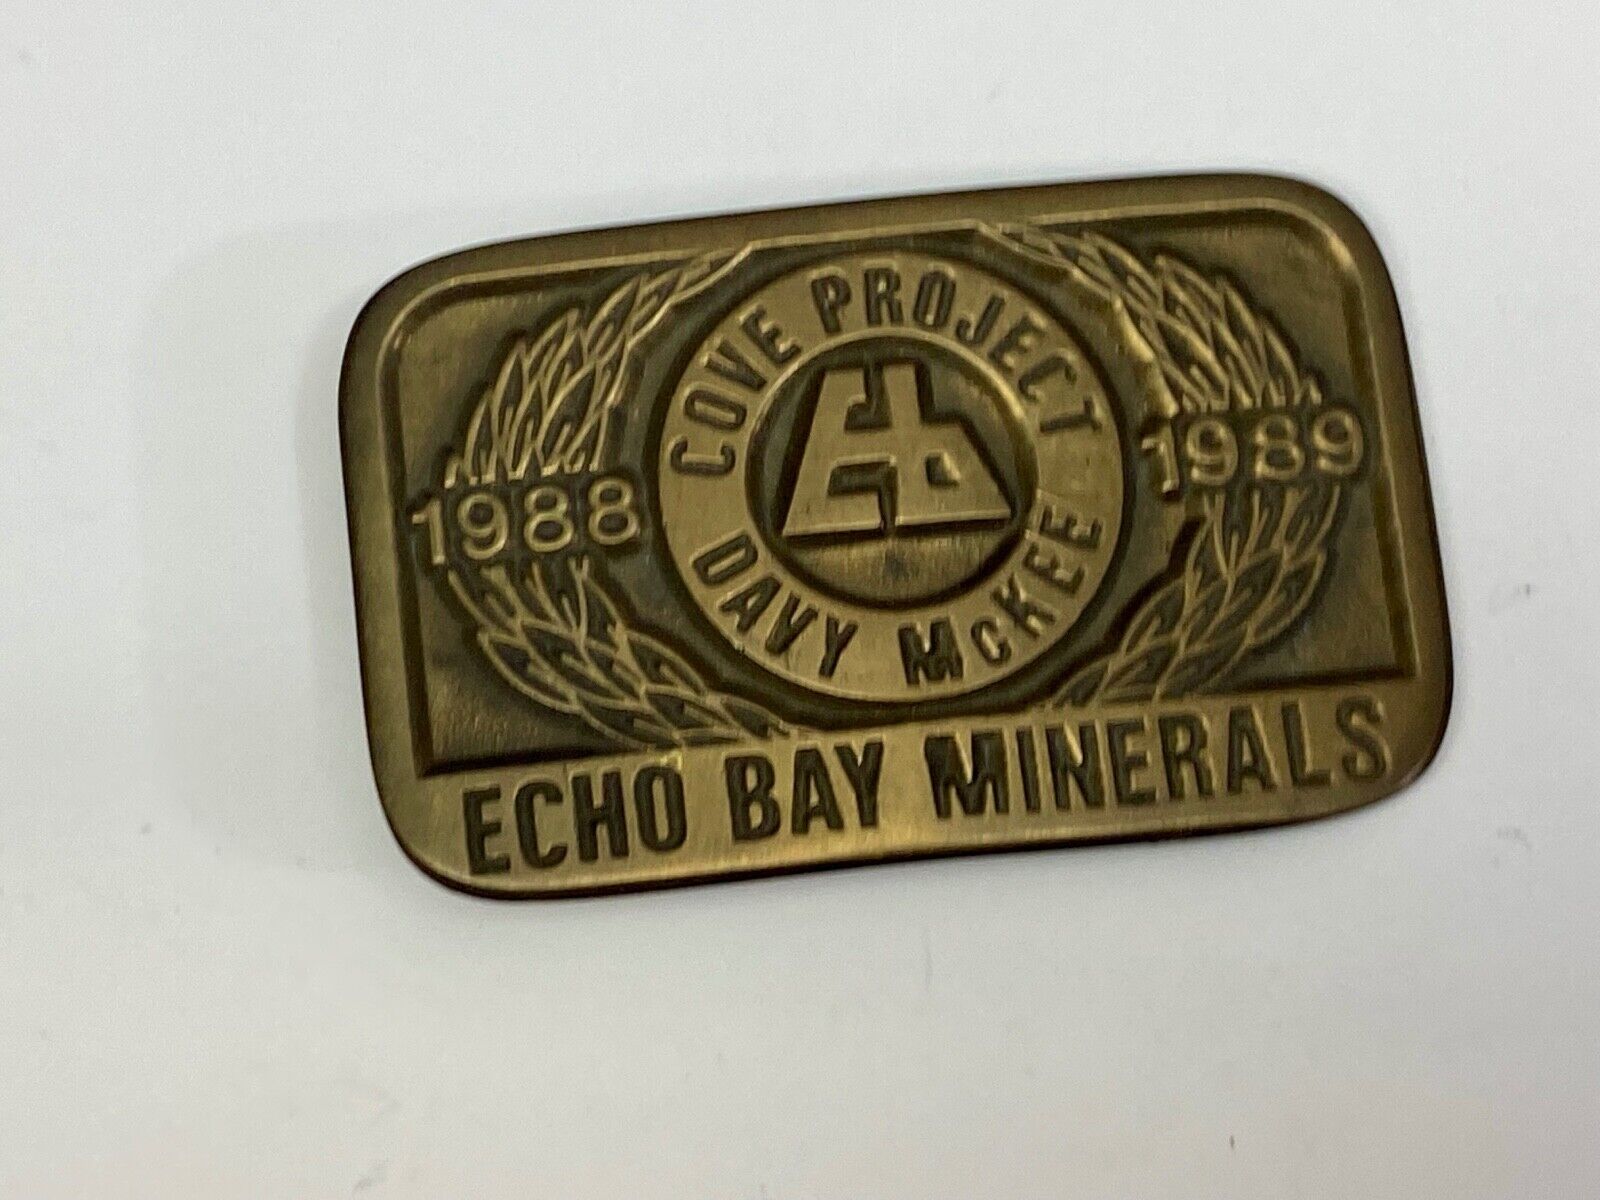 COVE PROJECT
1988
1989
DAVY McKEE
ECHO BAY MINERALS